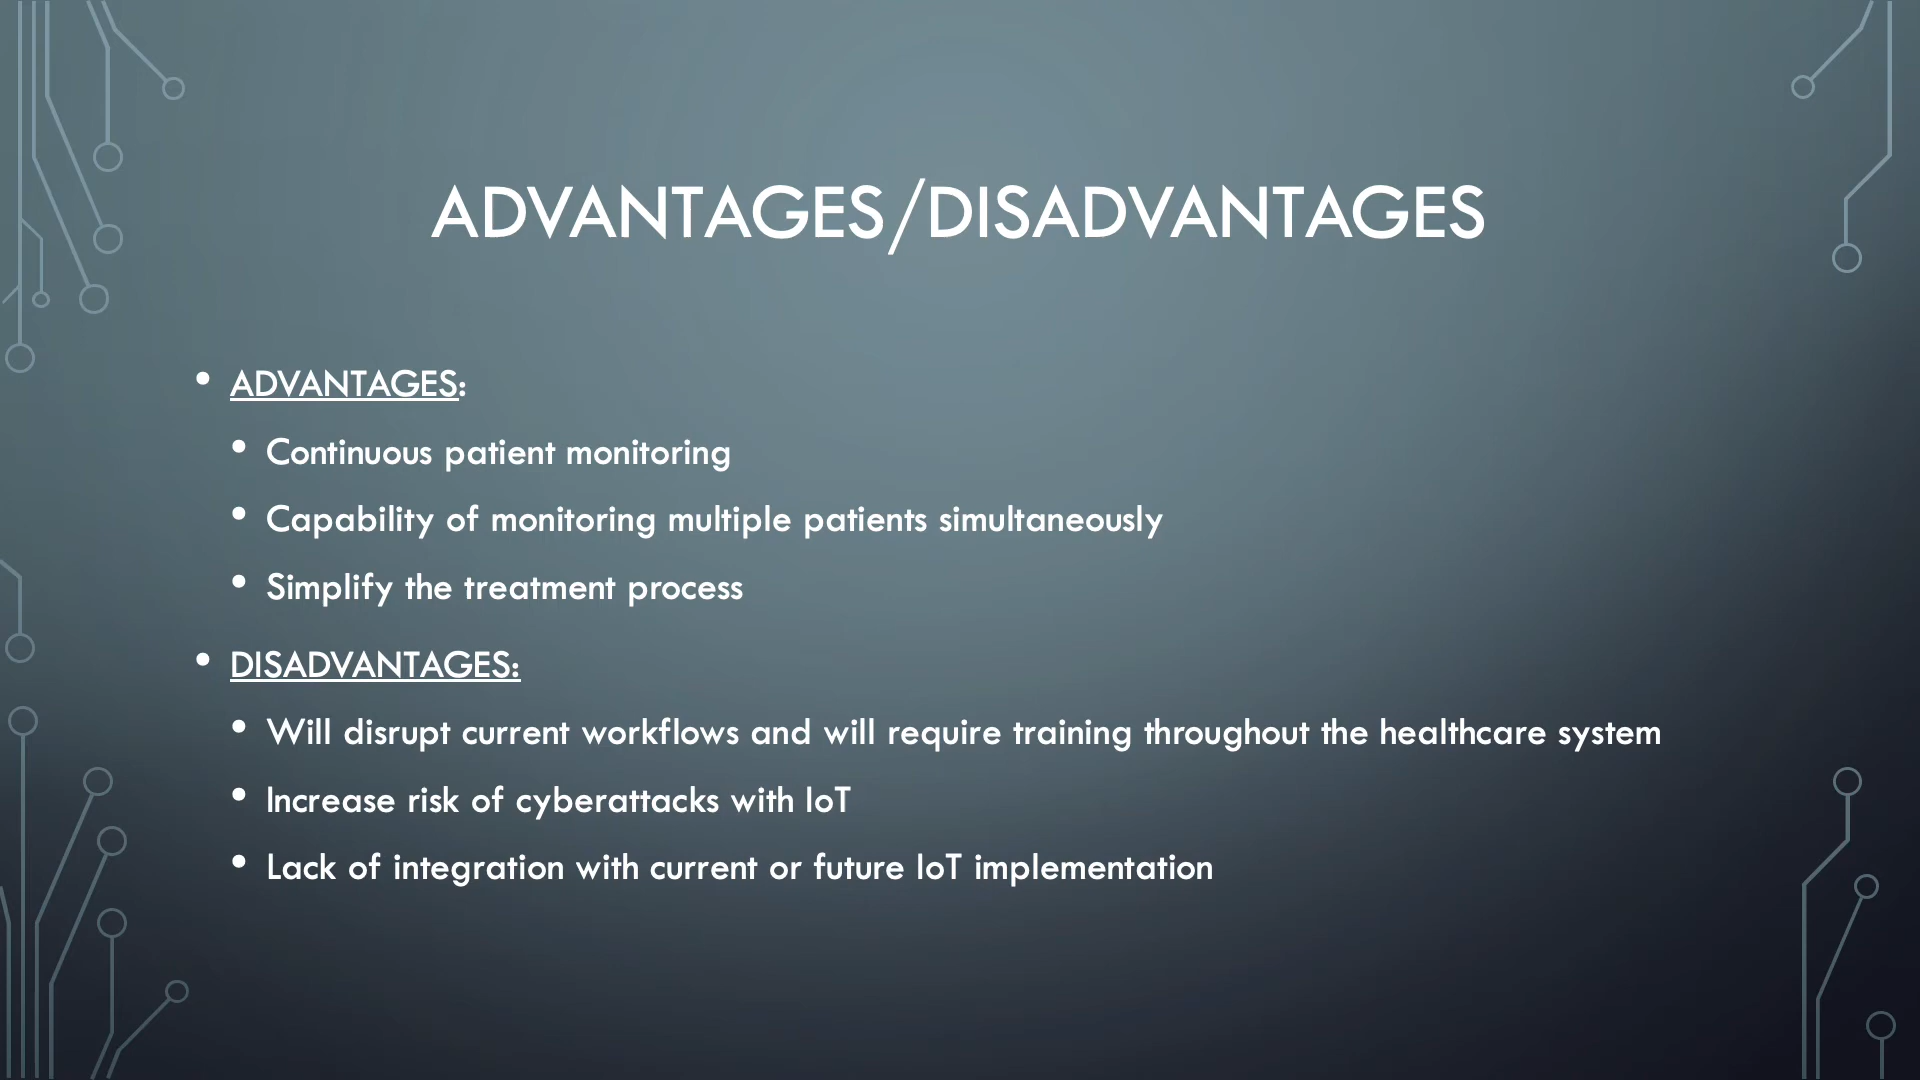 ADVANTAGES/DISADVANTAGES
• ADVANTAGES:
• Continuous patient monitoring
• Capability of monitoring multiple patients simultaneously
• Simplify the treatment process
• DISADVANTAGES:
• Will disrupt current workflows and will require training throughout the healthcare system
• Increase risk of cyberattacks with IoT
• Lack of integration with current or future IoT implementation